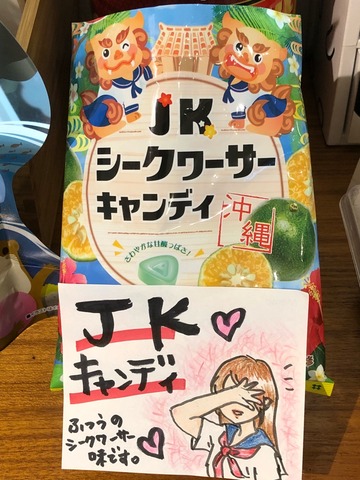 JK
シークワーサー
キャンディ
沖縄
さわやかな甘酸っぱさ!
JK
キャンディ
ふつうの
シークワーサー
味です。